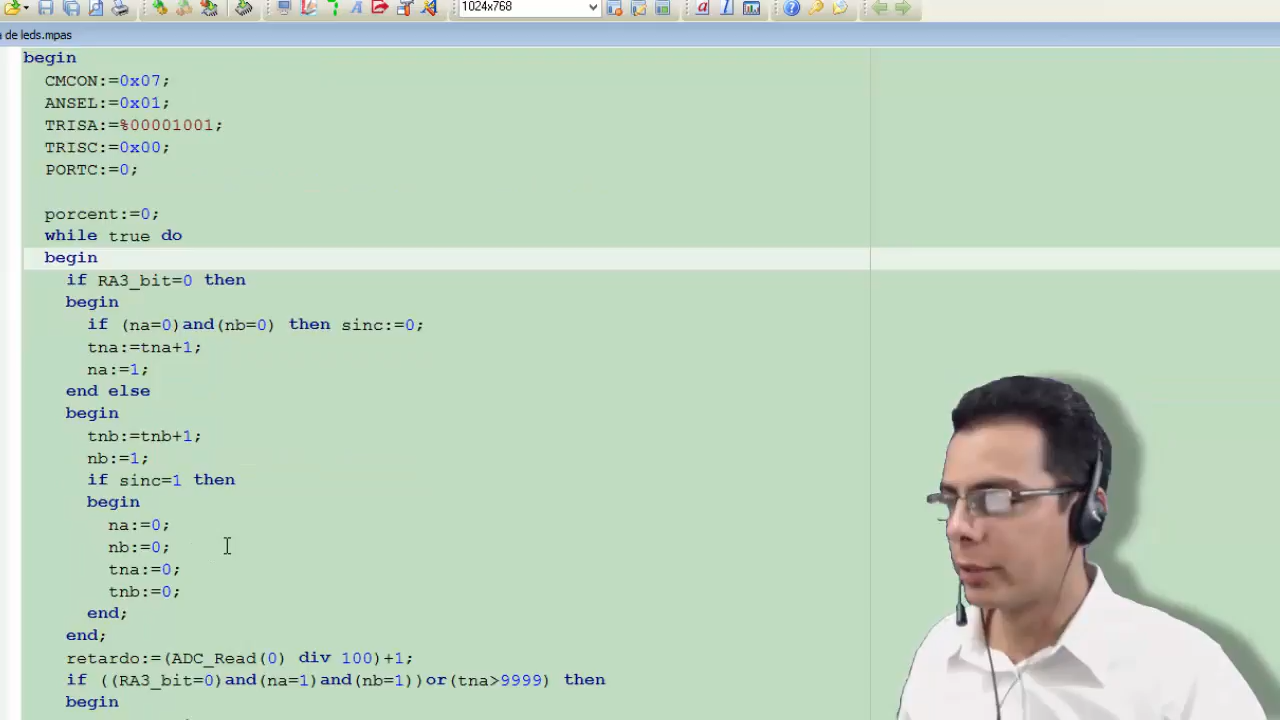 1024x768
a de leds.mpas
begin
CMCON:=0x07;
ANSEL:=0x01;
TRISA:=%00001001;
TRISC:=0x00;
PORTC:=0;
porcent:=0;
while true do
begin
if RA3_bit=0 then
begin
if (na=0)and(nb=0) then sinc:=0;
tna:=tna+1;
na:=1;
end else
begin
tnb:=tnb+1;
nb:=1;
if sinc=1 then
begin
na:=0;
nb:=0;
tna:=0;
tnb:=0;
end;
end;
retardo:=(ADC_Read(0) div 100)+1;
if ((RA3_bit=0)and(na=1)and(nb=1))or(tna>9999) then
begin